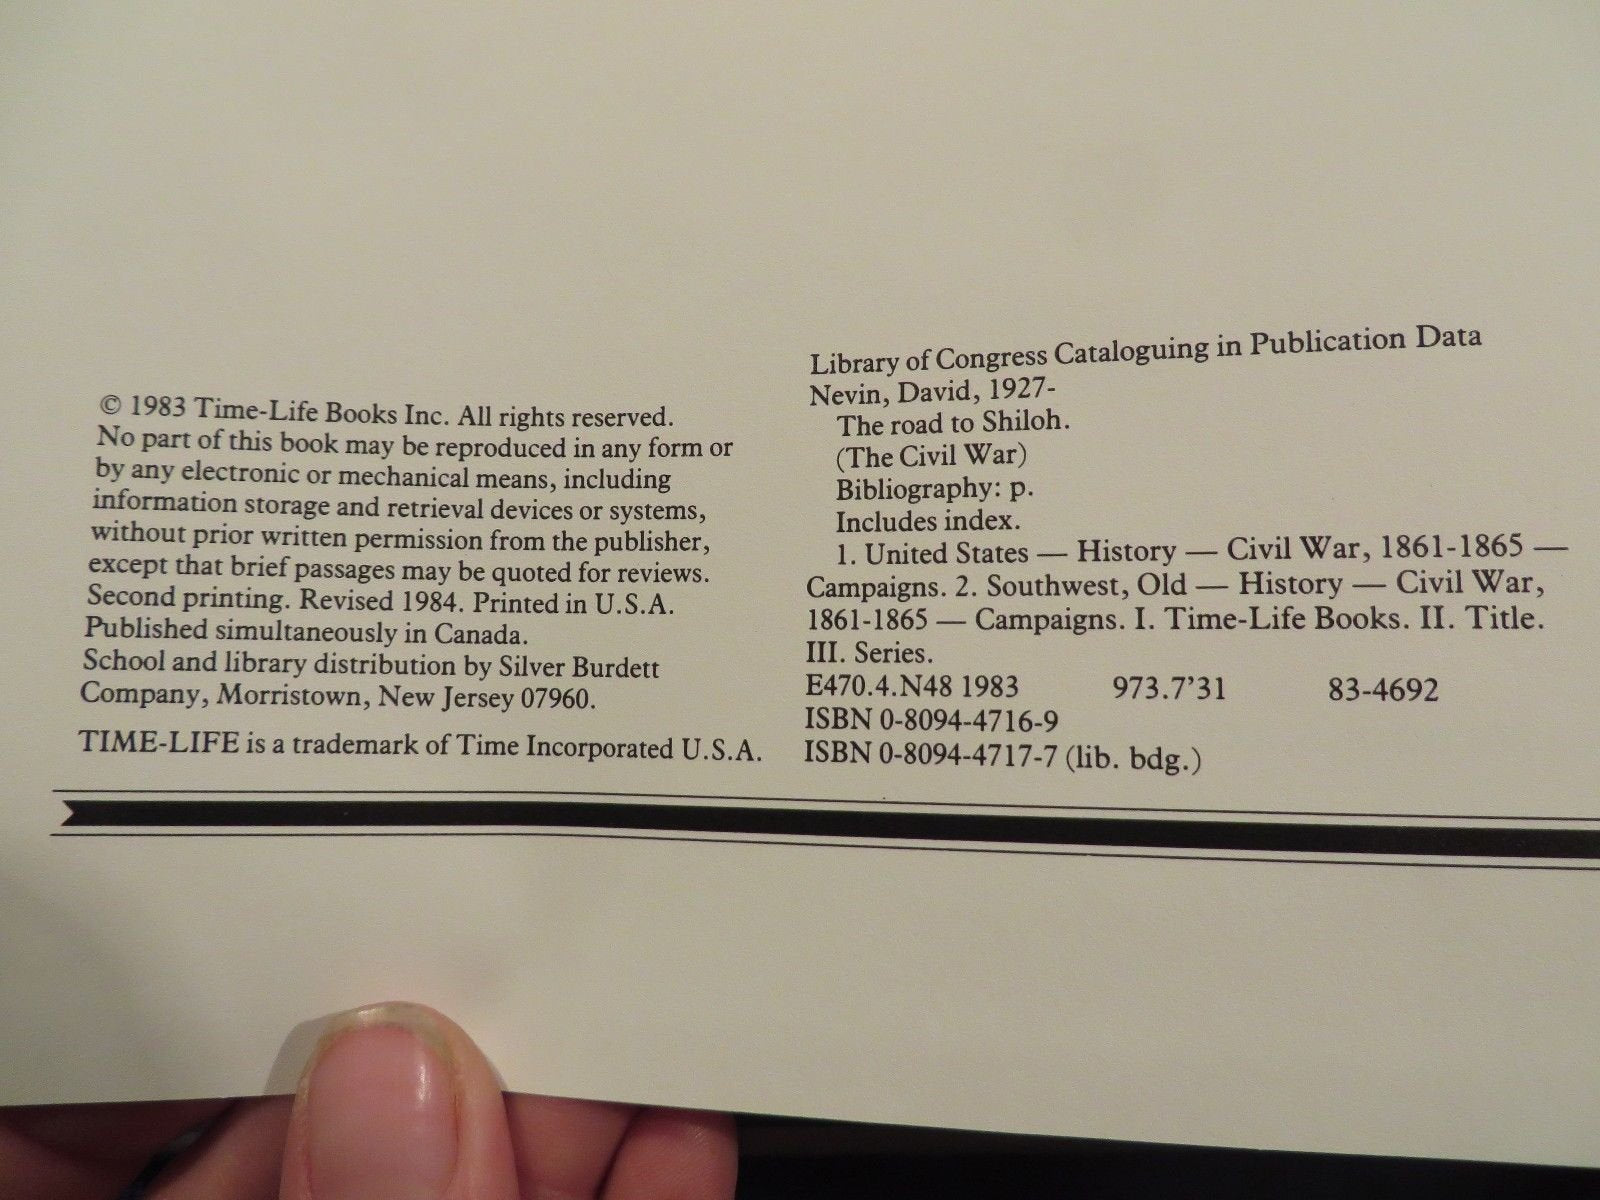 © 1983 Time-Life Books Inc. All rights reserved.
No part of this book may be reproduced in any form or
by any electronic or mechanical means, including
information storage and retrieval devices or systems,
without prior written permission from the publisher,
except that brief passages may be quoted for reviews.
Second printing. Revised 1984. Printed in U.S.A.
Published simultaneously in Canada.
School and library distribution by Silver Burdett
Company, Morristown, New Jersey 07960.
TIME-LIFE is a trademark of Time Incorporated U.S.A.
Library of Congress Cataloguing in Publication Data
Nevin, David, 1927-
The road to Shiloh.
(The Civil War)
Bibliography: p.
Includes index.
1. United States — History — Civil War, 1861-1865 —
Campaigns. 2. Southwest, Old — History — Civil War,
1861-1865 — Campaigns. I. Time-Life Books. II. Title.
III. Series.
E470.4.N48 1983 973.7'31 83-4692
ISBN 0-8094-4716-9
ISBN 0-8094-4717-7 (lib. bdg.)